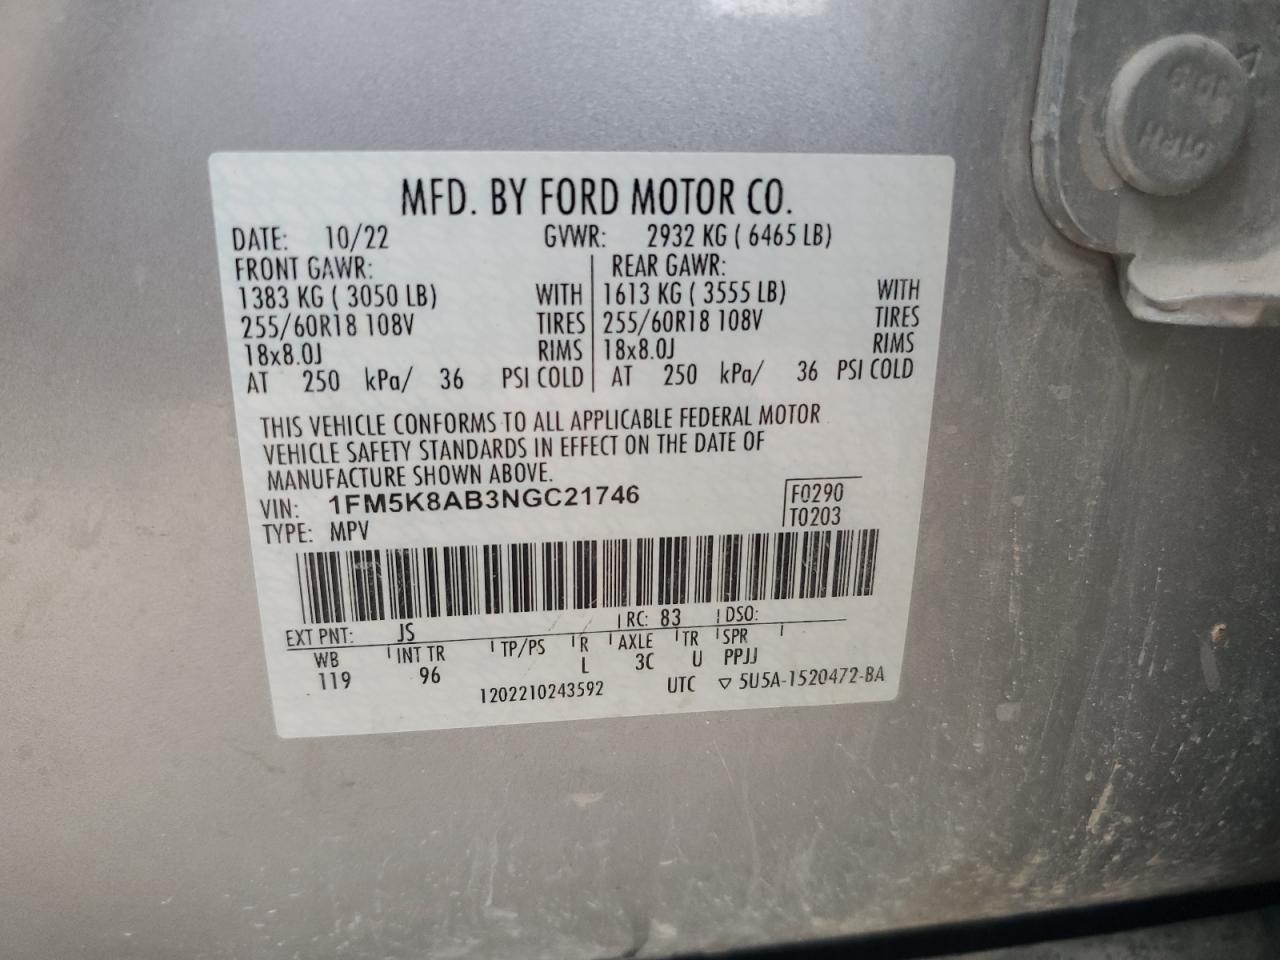 MFD. BY FORD MOTOR CO.
DATE: 10/22 GVWR: 2932 KG ( 6465 LB)
FRONT GAWR: REAR GAWR:
1383 KG ( 3050 LB) WITH 1613 KG ( 3555 LB) WITH
255/60R18 108V TIRES 255/60R18 108V TIRES
18x8.0J RIMS 18x8.0J RIMS
AT 250 kPa/ 36 PSI COLD AT 250 kPa/ 36 PSI COLD
THIS VEHICLE CONFORMS TO ALL APPLICABLE FEDERAL MOTOR
VEHICLE SAFETY STANDARDS IN EFFECT ON THE DATE OF
MANUFACTURE SHOWN ABOVE.
VIN: 1FM5K8AB3NGC21746 F0290
TYPE: MPV T0203
EXT PNT: JS RC: 83 DSO:
WB INT TR TP/PS R AXLE TR SPR
119 96 L 3C U PPJJ
1202210243592 UTC ▽ 5U5A-1520472-BA